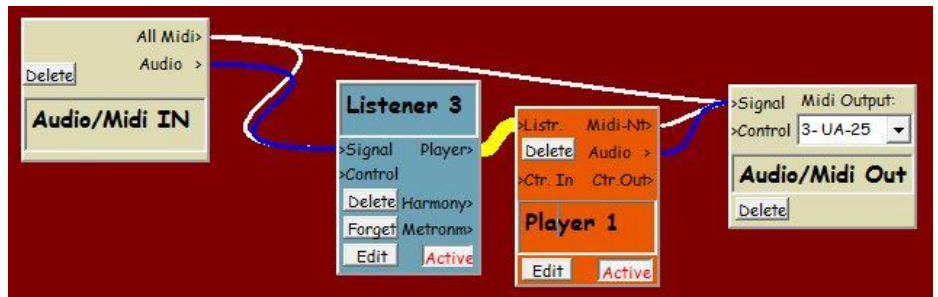 All Midi>
Audio >
Delete
Audio/Midi IN
Listener 3
>Signal Player>
>Control
Delete Harmony>
Forget Metronm>
Edit Active
>Listr. Midi-Nt>
Delete Audio >
>Ctr. In Ctr.Out>
Player 1
Edit Active
>Signal Midi Output:
>Control 3- UA-25
Audio/Midi Out
Delete